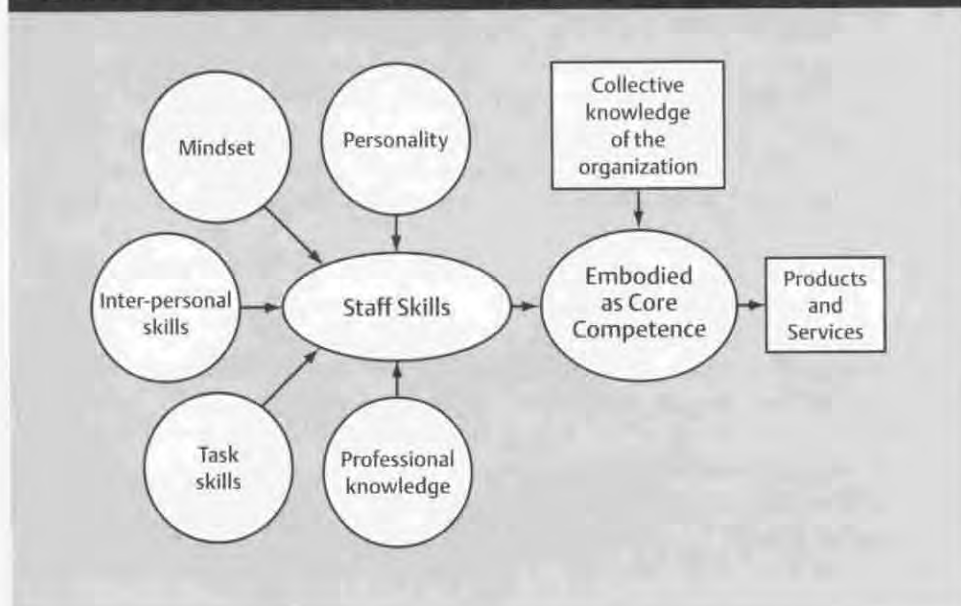 Mindset
Personality
Collective
knowledge
of the
organization
Inter-personal
skills
Staff Skills
Embodied
as Core
Competence
Products
and
Services
Task
skills
Professional
knowledge